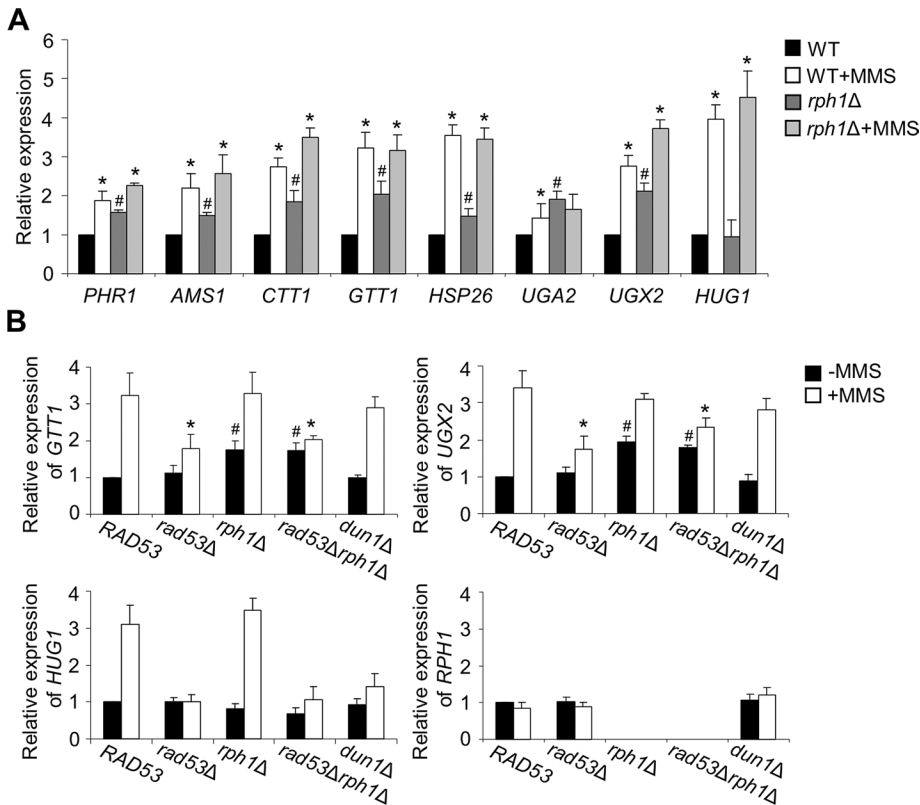 A
Relative expression
6
5
4
3
2
1
0
* * # * * * # * * * # * * * # * * * # * * # * * # * * *
PHR1 AMS1 CTT1 GTT1 HSP26 UGA2 UGX2 HUG1
WT
WT+MMS
rph1Δ
rph1Δ+MMS
B
Relative expression
of GTT1
4
3
2
1
0
* # # *
RAD53 rad53Δ rph1Δ rad53Δrph1Δ dun1Δ
Relative expression
of UGX2
4
3
2
1
0
* # # *
RAD53 rad53Δ rph1Δ rad53Δrph1Δ dun1Δ
-MMS
+MMS
Relative expression
of HUG1
4
3
2
1
0
RAD53 rad53Δ rph1Δ rad53Δrph1Δ dun1Δ
Relative expression
of RPH1
4
3
2
1
0
RAD53 rad53Δ rph1Δ rad53Δrph1Δ dun1Δ